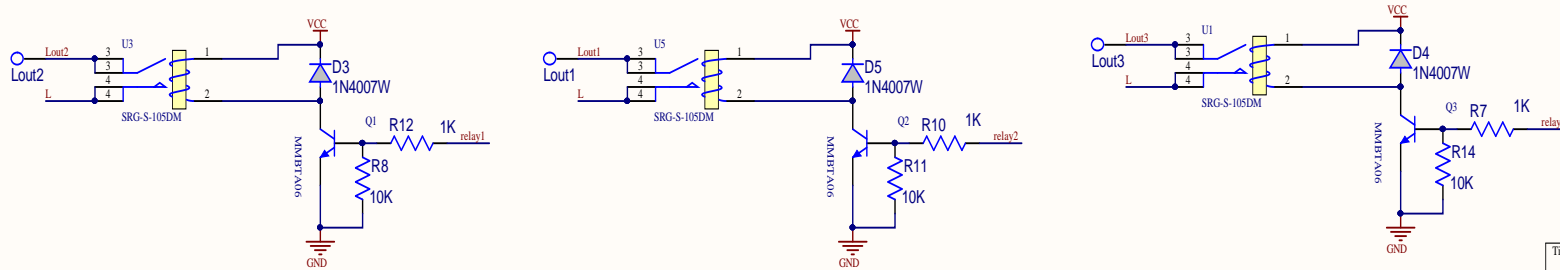 VCC
Lout2
3
U3
1
D3
3
Lout2
1N4007W
4
L
4
2
SRG-S-105DM
Q1
R12
1K
relay1
MMBTA06
R8
10K
GND
VCC
Lout1
3
U5
1
D5
3
Lout1
1N4007W
4
L
4
2
SRG-S-105DM
Q2
R10
1K
relay2
MMBTA06
R11
10K
GND
VCC
Lout3
3
U1
1
D4
3
Lout3
1N4007W
4
L
4
2
SRG-S-105DM
Q3
R7
1K
relay
MMBTA06
R14
10K
GND